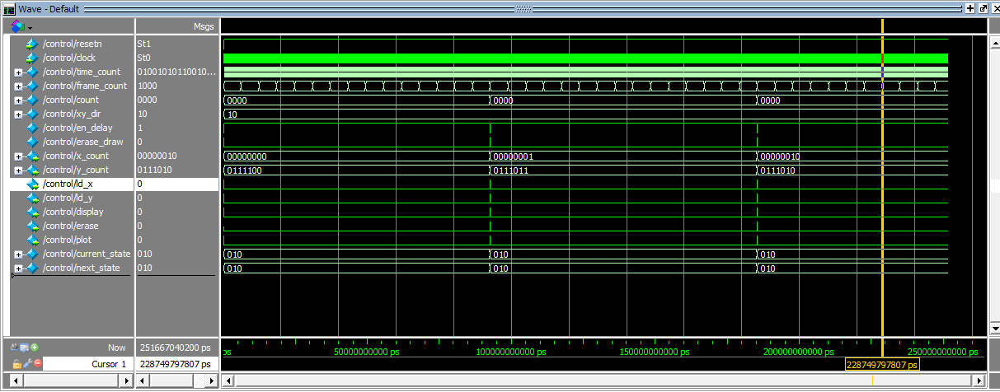 Wave - Default
Msgs
/control/resetn St1
/control/clock St0
/control/time_count 01001010110010...
/control/frame_count 1000
/control/count 0000 0000 0000 0000
/control/xy_dir 10 10
/control/en_delay 1
/control/erase_draw 0
/control/x_count 00000010 00000000 00000001 00000010
/control/y_count 0111010 0111100 0111011 0111010
/control/ld_x 0
/control/ld_y 0
/control/display 0
/control/erase 0
/control/plot 0
/control/current_state 010 010 010 010
/control/next_state 010 010 010 010
Now 251667040200 ps ps 50000000000 ps 100000000000 ps 150000000000 ps 200000000000 ps 250000000000 ps
Cursor 1 228749797807 ps 228749797807 ps